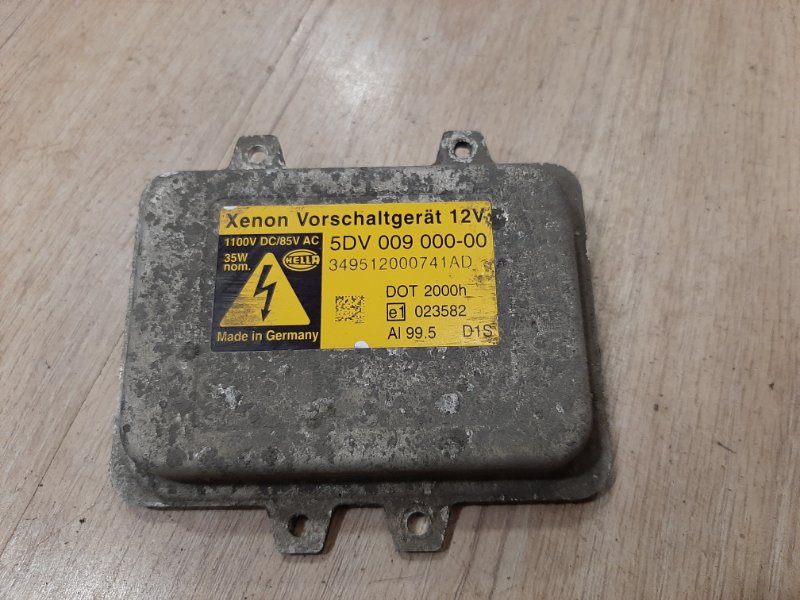 Xenon Vorschaltgerät 12V
1100V DC/85V AC
35W
nom.
HELLA
Made in Germany
5DV 009 000-00
349512000741AD
DOT 2000h
e1 023582
Al 99.5 D1S